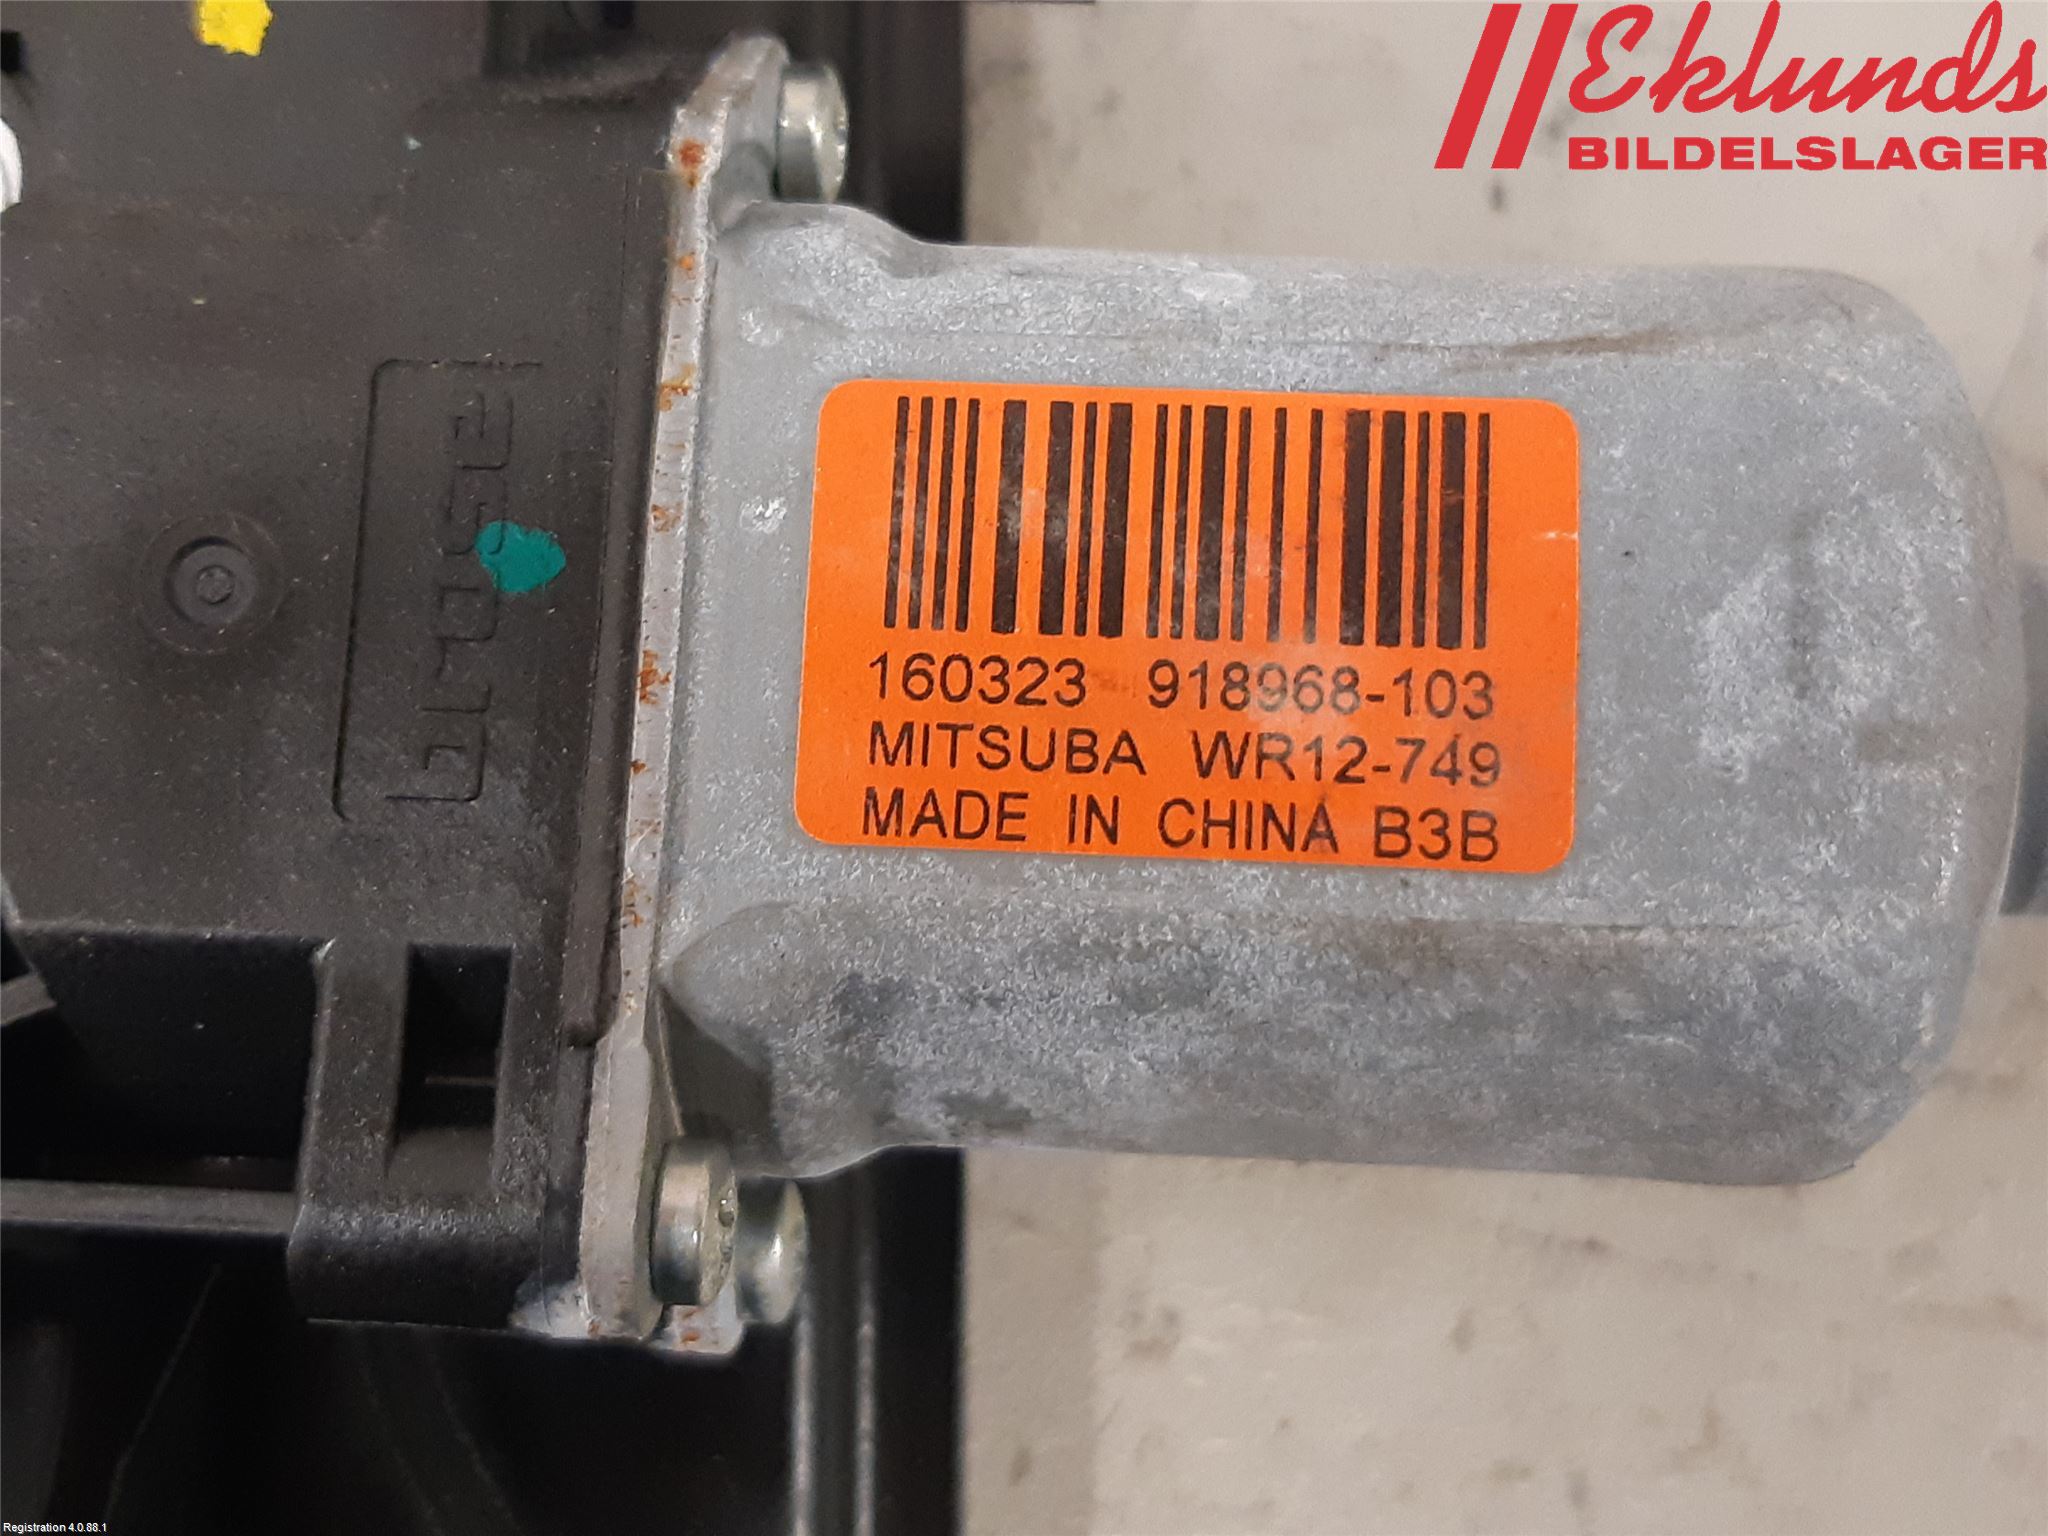 Eklunds
BILDELSLAGER
brose
160323 918968-103
MITSUBA WR12-749
MADE IN CHINA B3B
Registration 4.0.88.1